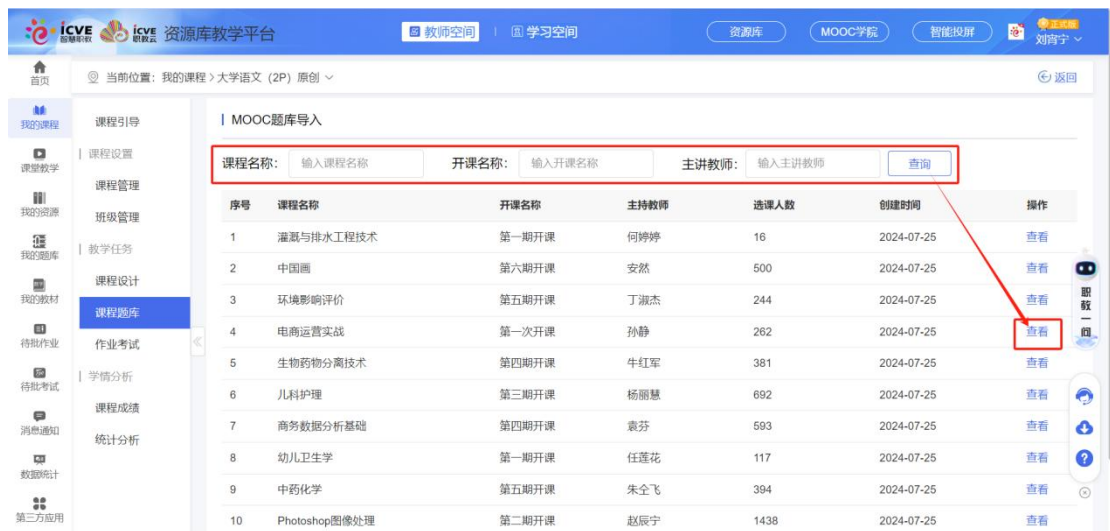 icve 智慧职教 icve 职教云 资源库教学平台 教师空间 学习空间 资源库 MOOC学院 智能投屏 正式版 刘宵宁
首页
当前位置：我的课程 > 大学语文（2P）原创 返回
我的课程
课堂教学
我的资源
我的题库
我的教材
待批作业
待批考试
消息通知
数据统计
第三方应用
课程引导
课程设置
课程管理
班级管理
教学任务
课程设计
课程题库
作业考试
学情分析
课程成绩
统计分析
MOOC题库导入
课程名称： 输入课程名称 开课名称： 输入开课名称 主讲教师： 输入主讲教师 查询
序号 课程名称 开课名称 主持教师 选课人数 创建时间 操作
1 灌溉与排水工程技术 第一期开课 何婷婷 16 2024-07-25 查看
2 中国画 第六期开课 安然 500 2024-07-25 查看
3 环境影响评价 第五期开课 丁淑杰 244 2024-07-25 查看
4 电商运营实战 第一次开课 孙静 262 2024-07-25 查看
5 生物药物分离技术 第四期开课 牛红军 381 2024-07-25 查看
6 儿科护理 第三期开课 杨丽慧 692 2024-07-25 查看
7 商务数据分析基础 第四期开课 袁芬 593 2024-07-25 查看
8 幼儿卫生学 第一期开课 任莲花 117 2024-07-25 查看
9 中药化学 第五期开课 朱仝飞 394 2024-07-25 查看
10 Photoshop图像处理 第二期开课 赵辰宁 1438 2024-07-25 查看
职教一问